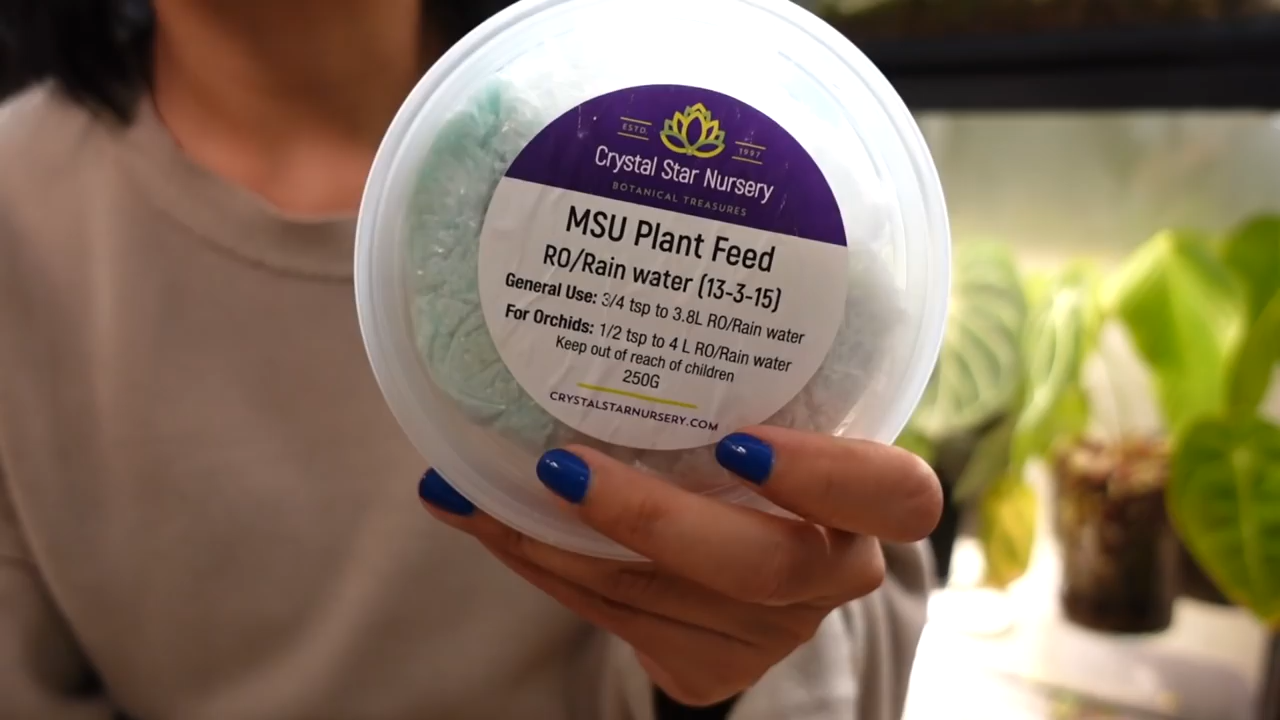 ESTD. 1997
Crystal Star Nursery
BOTANICAL TREASURES
MSU Plant Feed
RO/Rain water (13-3-15)
General Use: 3/4 tsp to 3.8L RO/Rain water
For Orchids: 1/2 tsp to 4 L RO/Rain water
Keep out of reach of children
250G
CRYSTALSTARNURSERY.COM